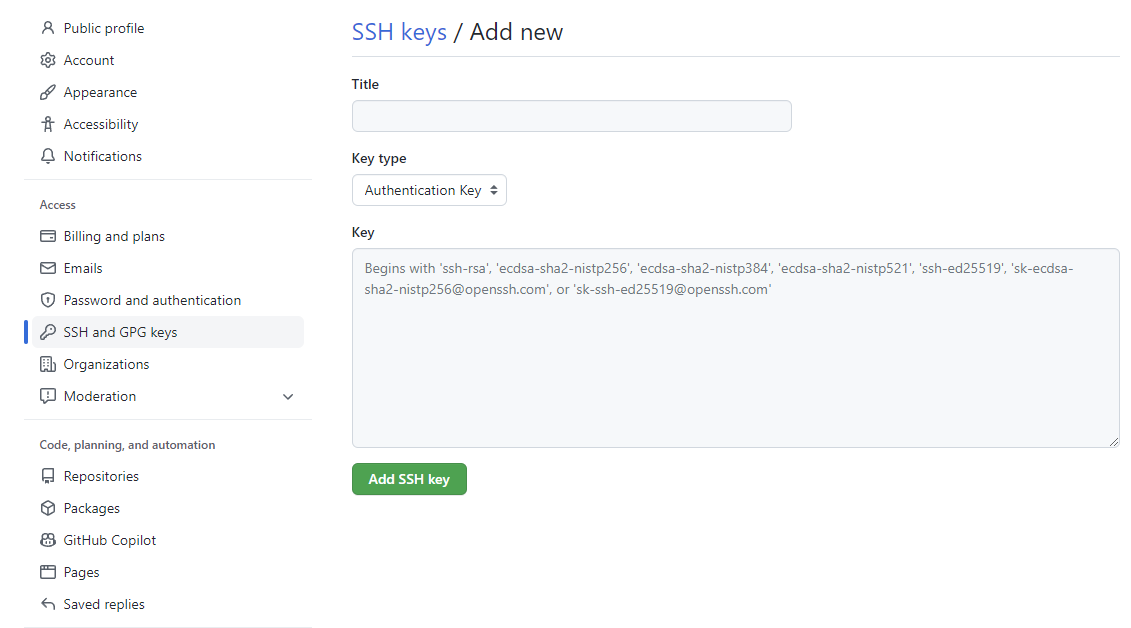 Public profile
Account
Appearance
Accessibility
Notifications
Access
Billing and plans
Emails
Password and authentication
SSH and GPG keys
Organizations
Moderation
Code, planning, and automation
Repositories
Packages
GitHub Copilot
Pages
Saved replies
SSH keys / Add new
Title
Key type
Authentication Key
Key
Begins with 'ssh-rsa', 'ecdsa-sha2-nistp256', 'ecdsa-sha2-nistp384', 'ecdsa-sha2-nistp521', 'ssh-ed25519', 'sk-ecdsa-
sha2-nistp256@openssh.com', or 'sk-ssh-ed25519@openssh.com'
Add SSH key